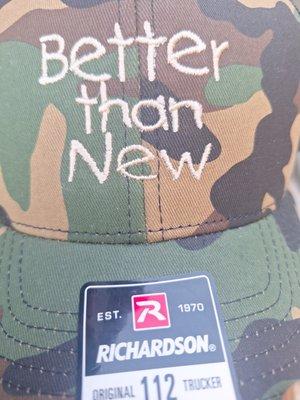 Better
than
New
EST. R 1970
RICHARDSON®
ORIGINAL 112 TRUCKER